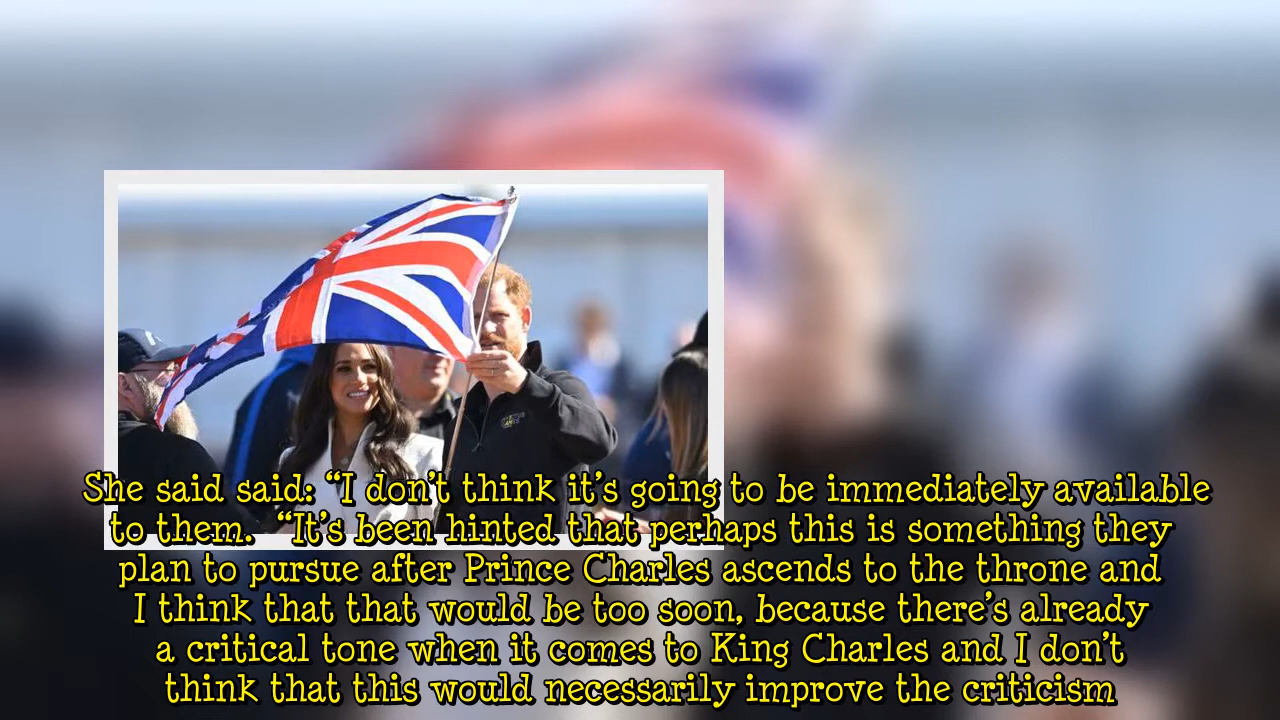 She said said: “I don’t think it’s going to be immediately available
to them.  “It’s been hinted that perhaps this is something they
plan to pursue after Prince Charles ascends to the throne and
I think that that would be too soon, because there’s already
a critical tone when it comes to King Charles and I don’t
think that this would necessarily improve the criticism